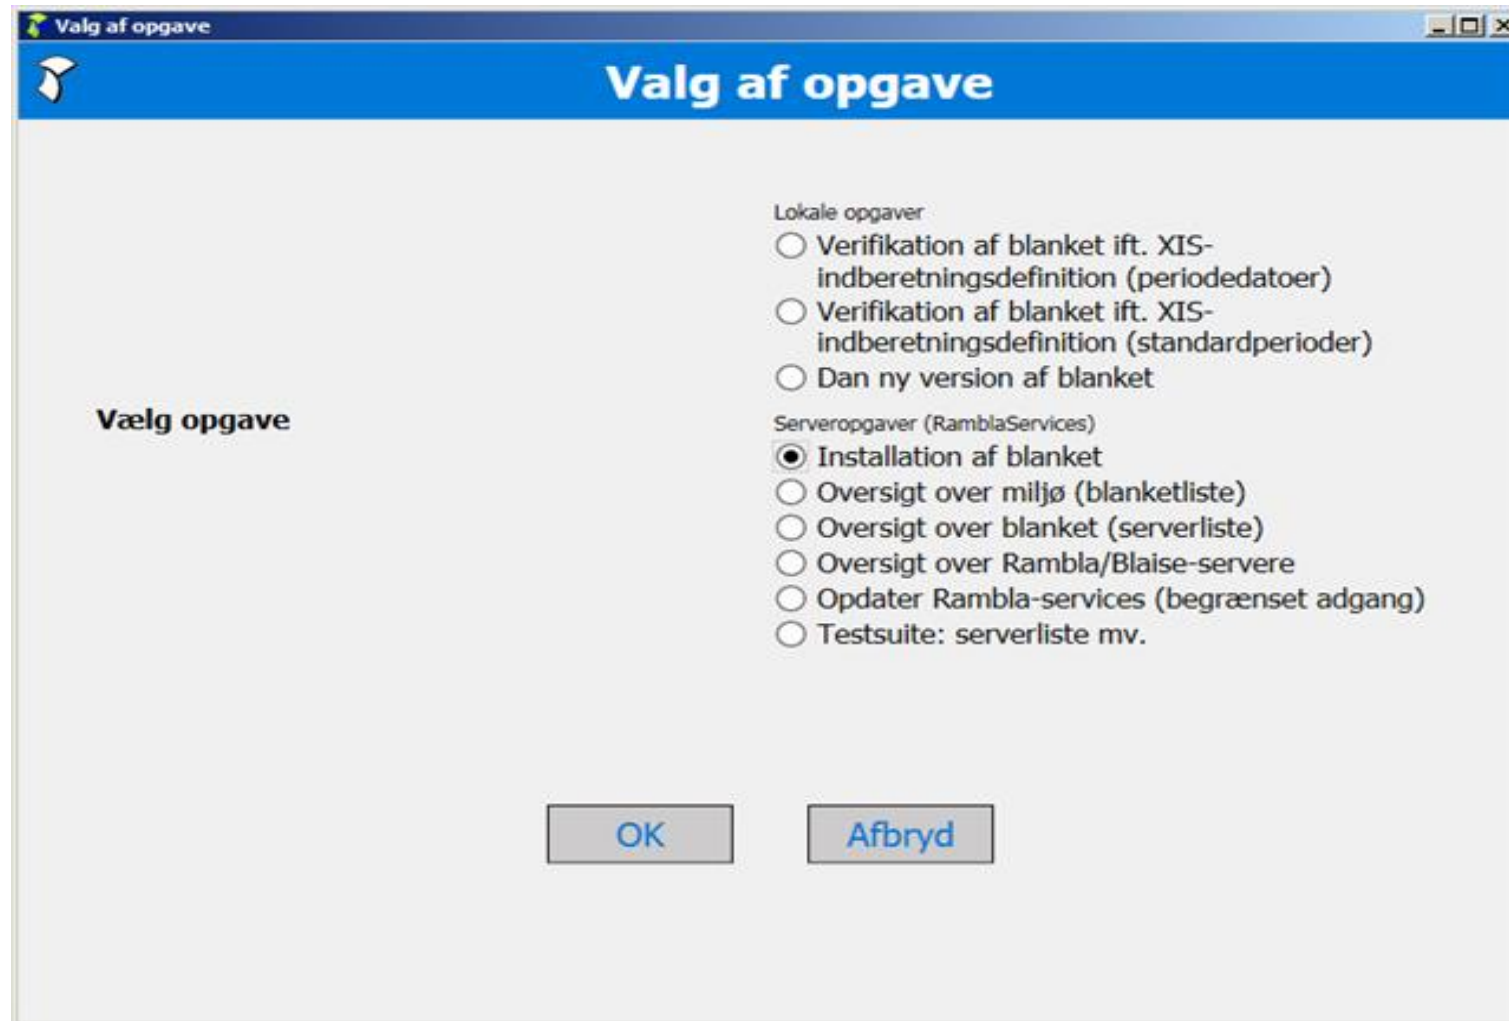 Valg af opgave
Valg af opgave
Lokale opgaver
Verifikation af blanket ift. XIS-
indberetningsdefinition (periodedatoer)
Verifikation af blanket ift. XIS-
indberetningsdefinition (standardperioder)
Dan ny version af blanket
Vælg opgave
Serveropgaver (RamblaServices)
Installation af blanket
Oversigt over miljø (blanketliste)
Oversigt over blanket (serverliste)
Oversigt over Rambla/Blaise-servere
Opdater Rambla-services (begrænset adgang)
Testsuite: serverliste mv.
OK
Afbryd